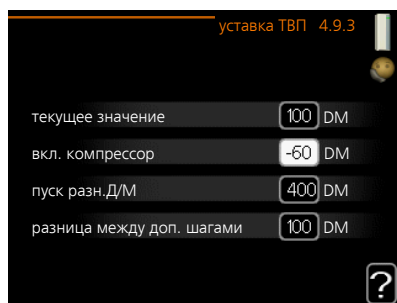 уставка ТВП 4.9.3
текущее значение 100 DM
вкл. компрессор -60 DM
пуск разн.Д/М 400 DM
разница между доп. шагами 100 DM
?